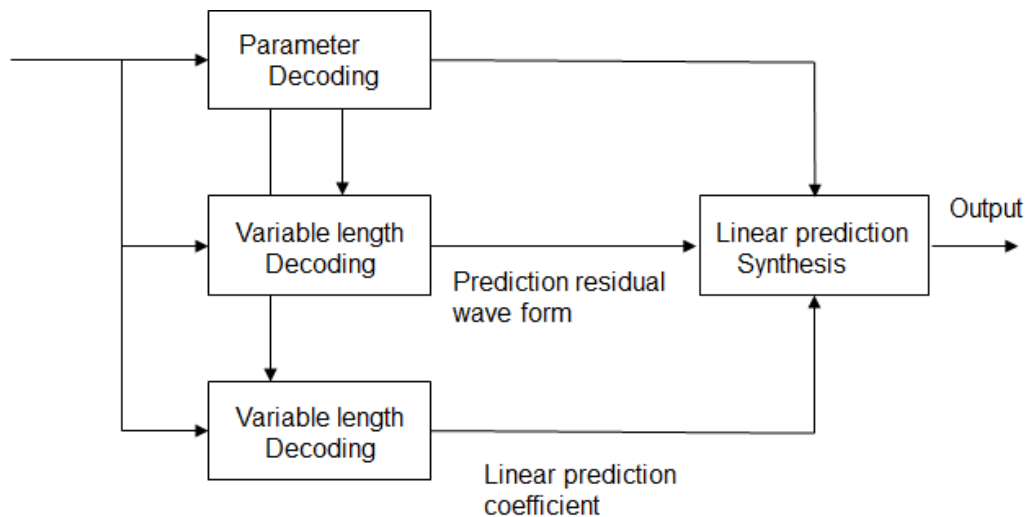 Parameter
Decoding
Variable length
Decoding
Prediction residual
wave form
Linear prediction
Synthesis
Output
Variable length
Decoding
Linear prediction
coefficient